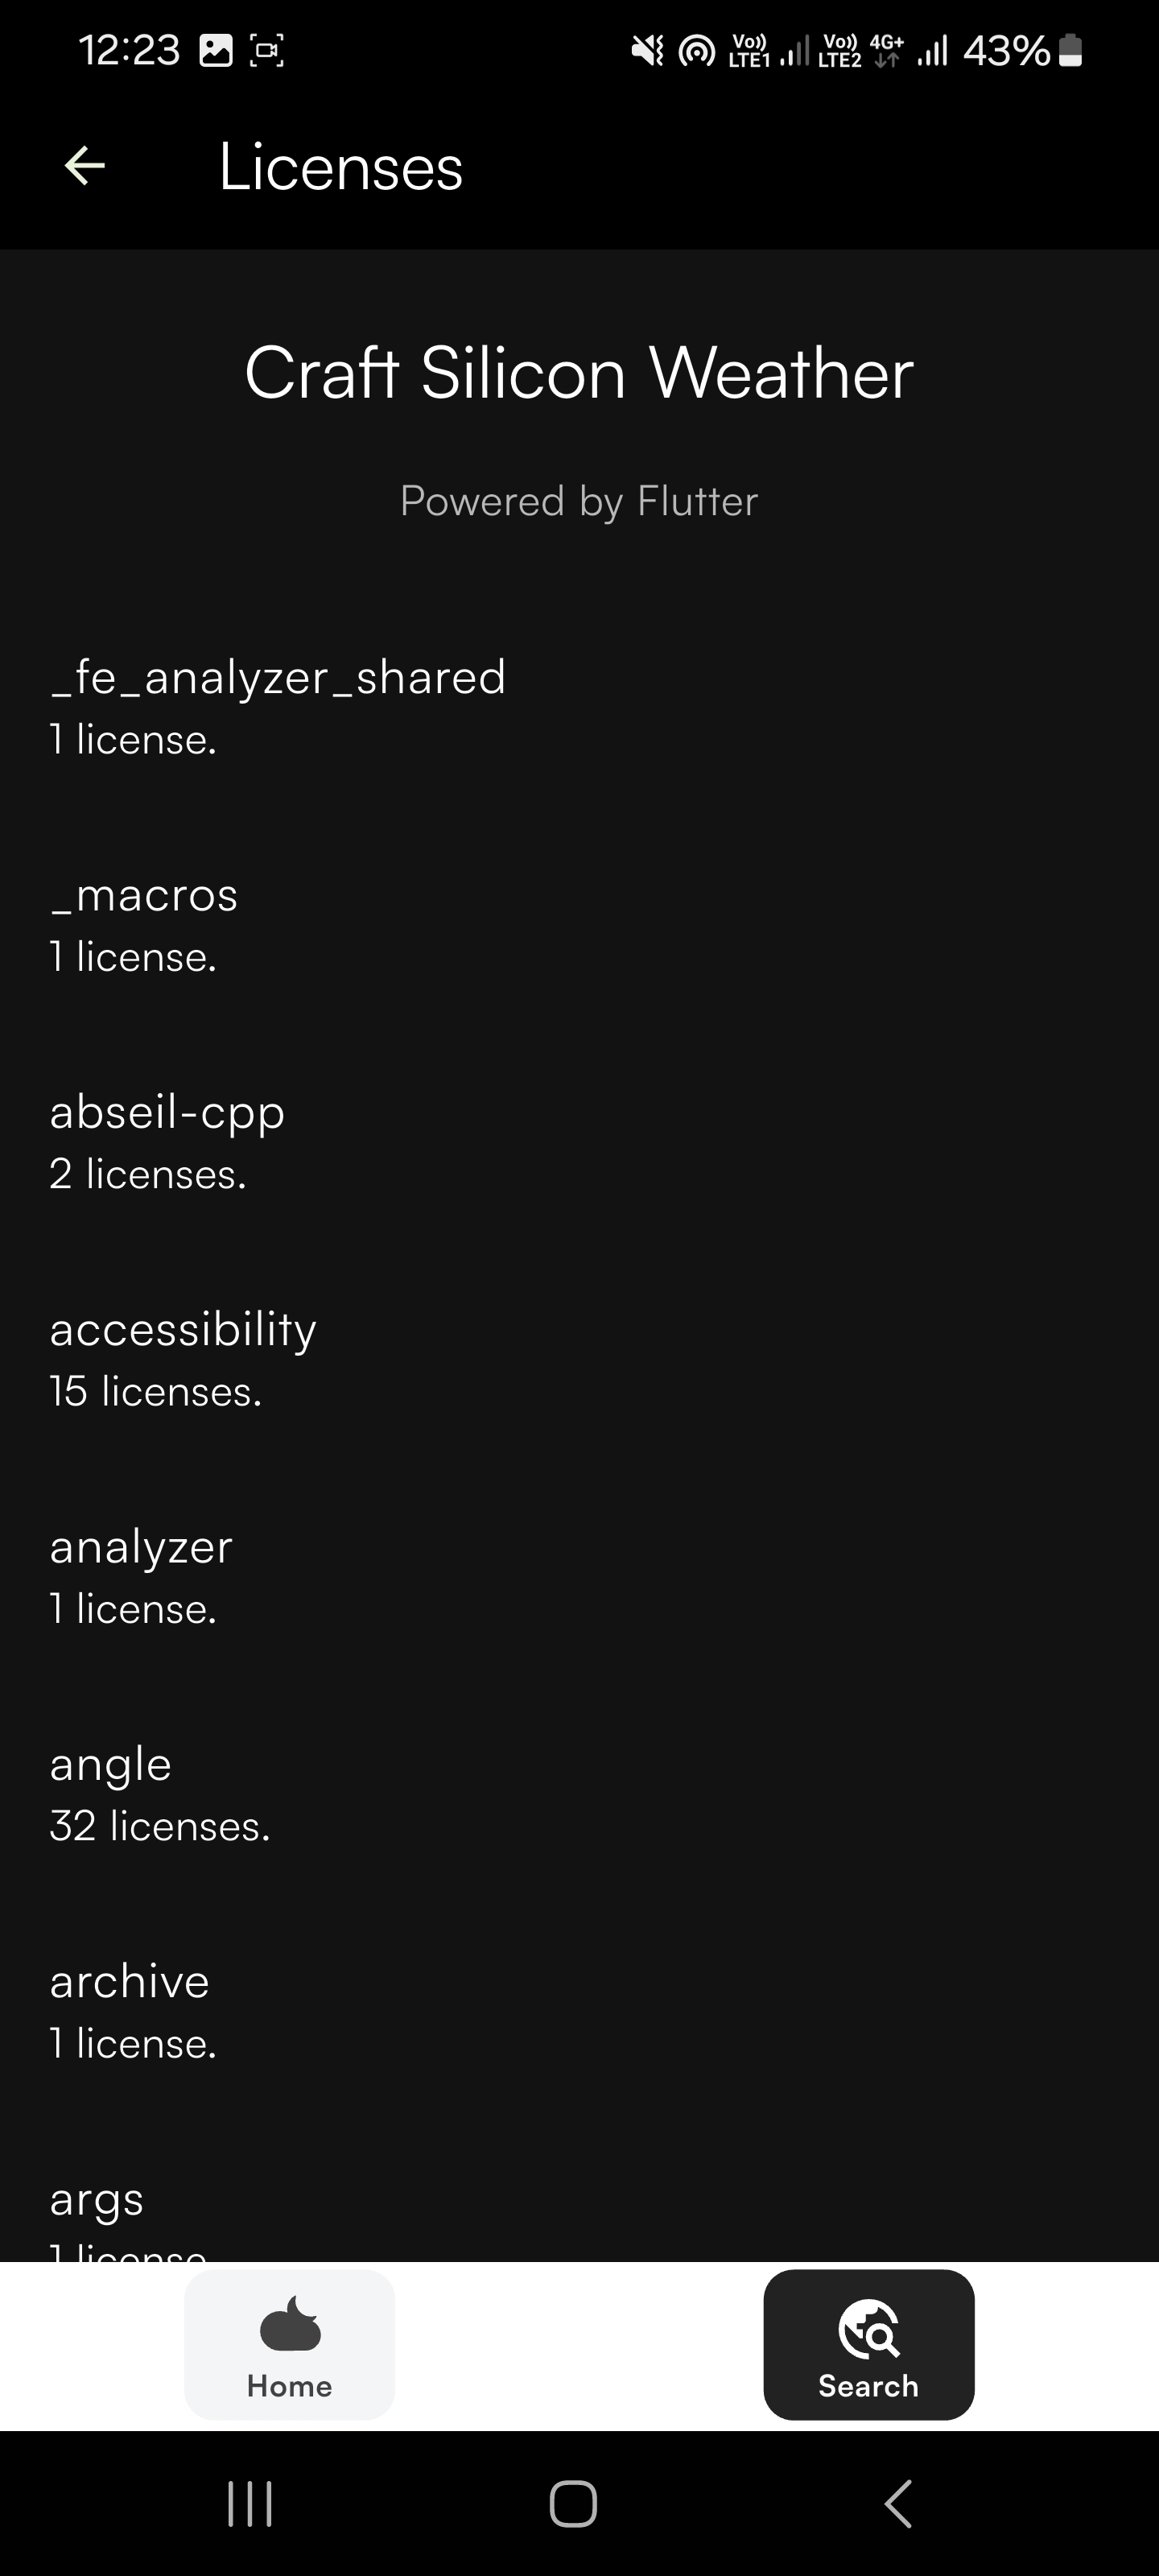 12:23
Vo)) LTE1 Vo)) LTE2 4G+ 43%
Licenses
Craft Silicon Weather
Powered by Flutter
_fe_analyzer_shared
1 license.
_macros
1 license.
abseil-cpp
2 licenses.
accessibility
15 licenses.
analyzer
1 license.
angle
32 licenses.
archive
1 license.
args
1 license.
Home
Search